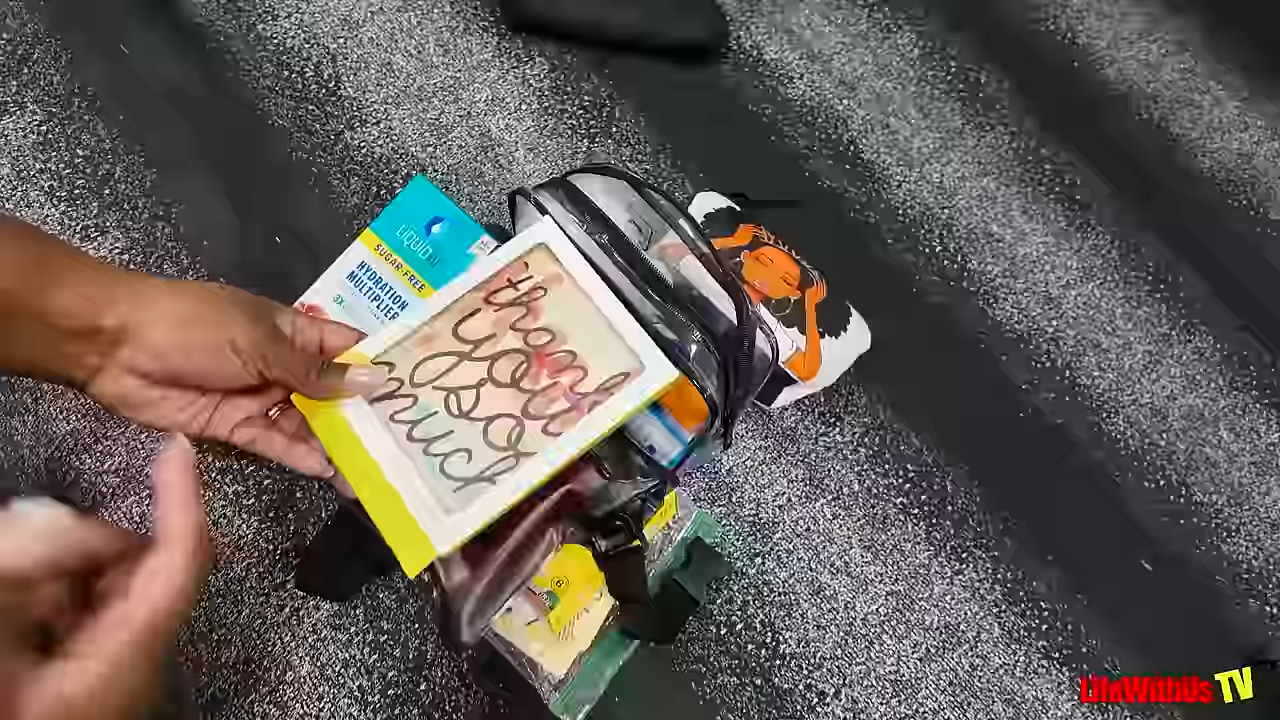 LIQUID I.V.
SUGAR-FREE
HYDRATION
MULTIPLIER
3X
thank
you
so
much
LifeWithUs TV